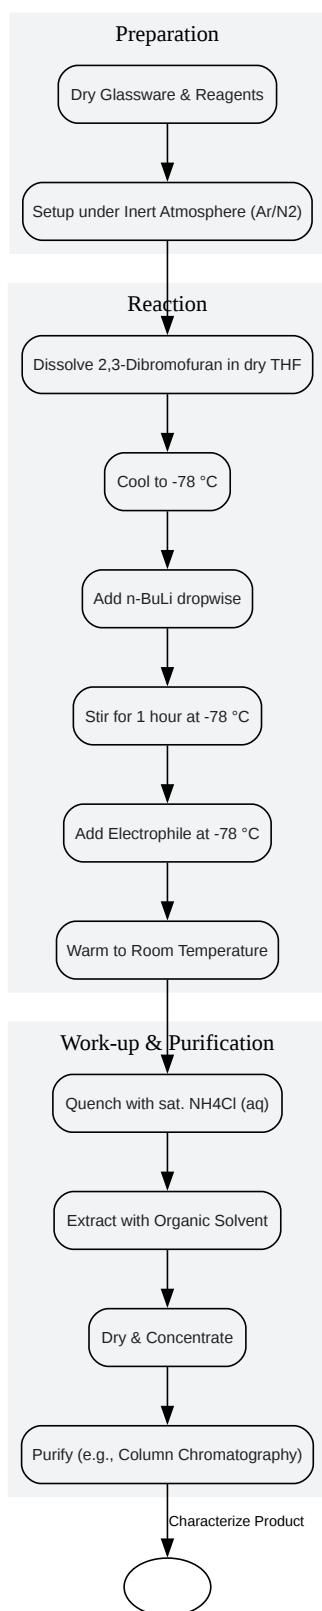 Preparation
Dry Glassware & Reagents
Setup under Inert Atmosphere (Ar/N2)
Reaction
Dissolve 2,3-Dibromofuran in dry THF
Cool to -78 °C
Add n-BuLi dropwise
Stir for 1 hour at -78 °C
Add Electrophile at -78 °C
Warm to Room Temperature
Work-up & Purification
Quench with sat. NH4Cl (aq)
Extract with Organic Solvent
Dry & Concentrate
Purify (e.g., Column Chromatography)
Characterize Product